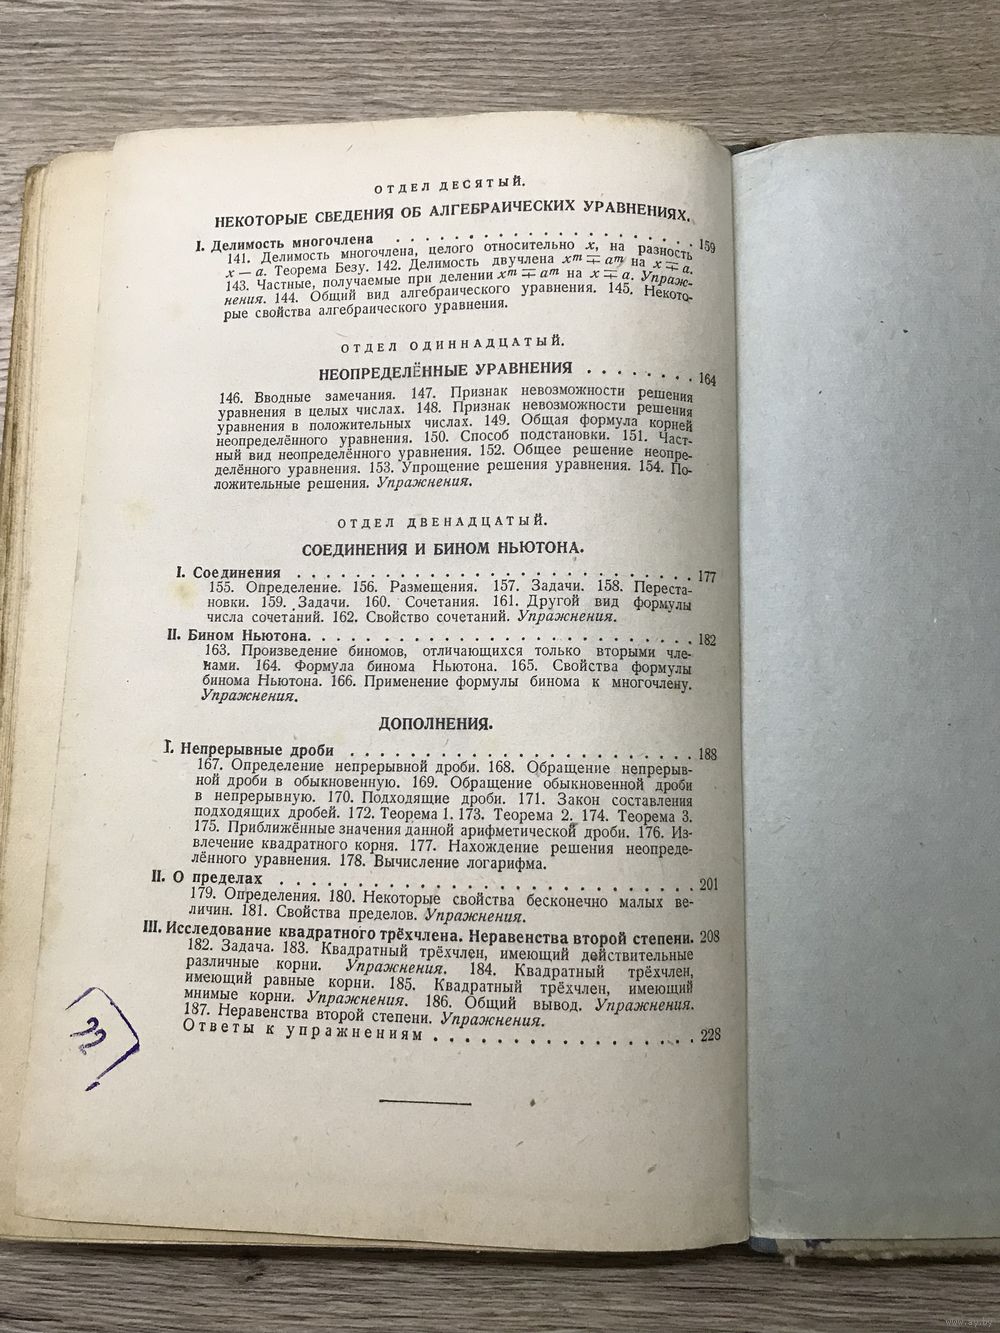 ОТДЕЛ ДЕСЯТЫЙ.
НЕКОТОРЫЕ СВЕДЕНИЯ ОБ АЛГЕБРАИЧЕСКИХ УРАВНЕНИЯХ.
I. Делимость многочлена . . . . . . . . . . . . . . . . 159
141. Делимость многочлена, целого относительно x, на разность
x — a. Теорема Безу. 142. Делимость двучлена xᵐ ∓ aᵐ на x ∓ a.
143. Частные, получаемые при делении xᵐ ∓ aᵐ на x ∓ a. Упраж-
нения. 144. Общий вид алгебраического уравнения. 145. Некото-
рые свойства алгебраического уравнения.
ОТДЕЛ ОДИННАДЦАТЫЙ.
НЕОПРЕДЕЛЁННЫЕ УРАВНЕНИЯ . . . . . . . . 164
146. Вводные замечания. 147. Признак невозможности решения
уравнения в целых числах. 148. Признак невозможности решения
уравнения в положительных числах. 149. Общая формула корней
неопределённого уравнения. 150. Способ подстановки. 151. Част-
ный вид неопределённого уравнения. 152. Общее решение неопре-
делённого уравнения. 153. Упрощение решения уравнения. 154. По-
ложительные решения. Упражнения.
ОТДЕЛ ДВЕНАДЦАТЫЙ.
СОЕДИНЕНИЯ И БИНОМ НЬЮТОНА.
I. Соединения . . . . . . . . . . . . . . . . . . . . . 177
155. Определение. 156. Размещения. 157. Задачи. 158. Переста-
новки. 159. Задачи. 160. Сочетания. 161. Другой вид формулы
числа сочетаний. 162. Свойство сочетаний. Упражнения.
II. Бином Ньютона. . . . . . . . . . . . . . . . . . . . 182
163. Произведение биномов, отличающихся только вторыми чле-
нами. 164. Формула бинома Ньютона. 165. Свойства формулы
бинома Ньютона. 166. Применение формулы бинома к многочлену.
Упражнения.
ДОПОЛНЕНИЯ.
I. Непрерывные дроби . . . . . . . . . . . . . . . . . . 188
167. Определение непрерывной дроби. 168. Обращение непрерыв-
ной дроби в обыкновенную. 169. Обращение обыкновенной дроби
в непрерывную. 170. Подходящие дроби. 171. Закон составления
подходящих дробей. 172. Теорема 1. 173. Теорема 2. 174. Теорема 3.
175. Приближённые значения данной арифметической дроби. 176. Из-
влечение квадратного корня. 177. Нахождение решения неопреде-
лённого уравнения. 178. Вычисление логарифма.
II. О пределах . . . . . . . . . . . . . . . . . . . . . 201
179. Определения. 180. Некоторые свойства бесконечно малых ве-
личин. 181. Свойства пределов. Упражнения.
III. Исследование квадратного трёхчлена. Неравенства второй степени. 208
182. Задача. 183. Квадратный трёхчлен, имеющий действительные
различные корни. Упражнения. 184. Квадратный трёхчлен,
имеющий равные корни. 185. Квадратный трёхчлен, имеющий
мнимые корни. Упражнения. 186. Общий вывод. Упражнения.
187. Неравенства второй степени. Упражнения.
Ответы к упражнениям . . . . . . . . . . . . . . 228
www.ay.by